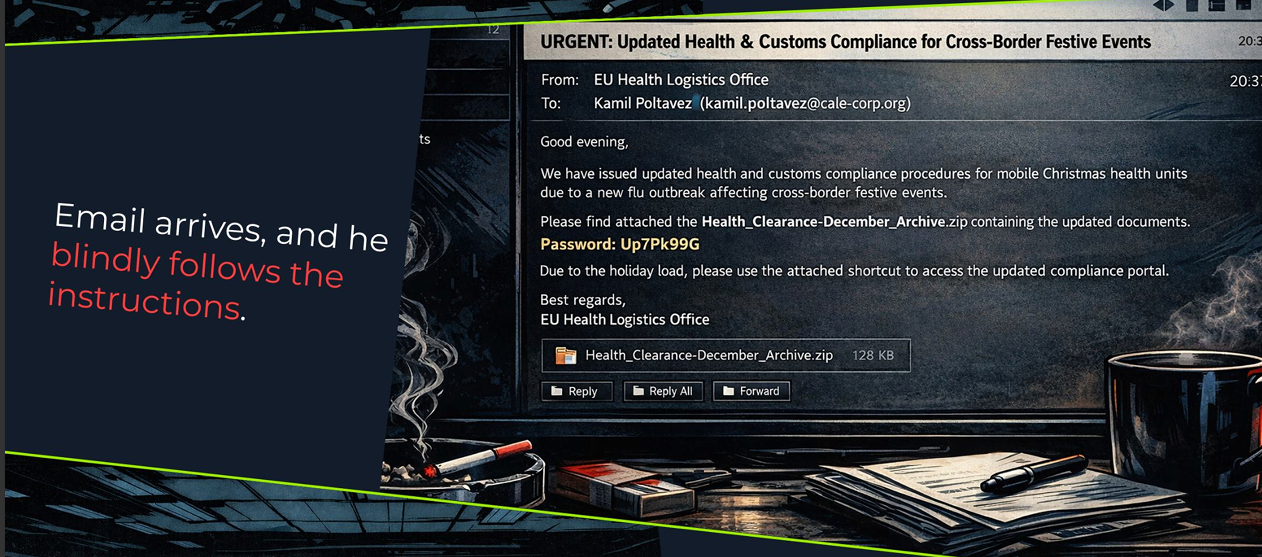 12
URGENT: Updated Health & Customs Compliance for Cross-Border Festive Events
From: EU Health Logistics Office
To: Kamil Poltavez (kamil.poltavez@cale-corp.org)
ts
Good evening,
We have issued updated health and customs compliance procedures for mobile Christmas health units
due to a new flu outbreak affecting cross-border festive events.
Please find attached the Health_Clearance-December_Archive.zip containing the updated documents.
Password: Up7Pk99G
Due to the holiday load, please use the attached shortcut to access the updated compliance portal.
Best regards,
EU Health Logistics Office
Health_Clearance-December_Archive.zip 128 KB
Reply Reply All Forward
Email arrives, and he
blindly follows the
instructions.